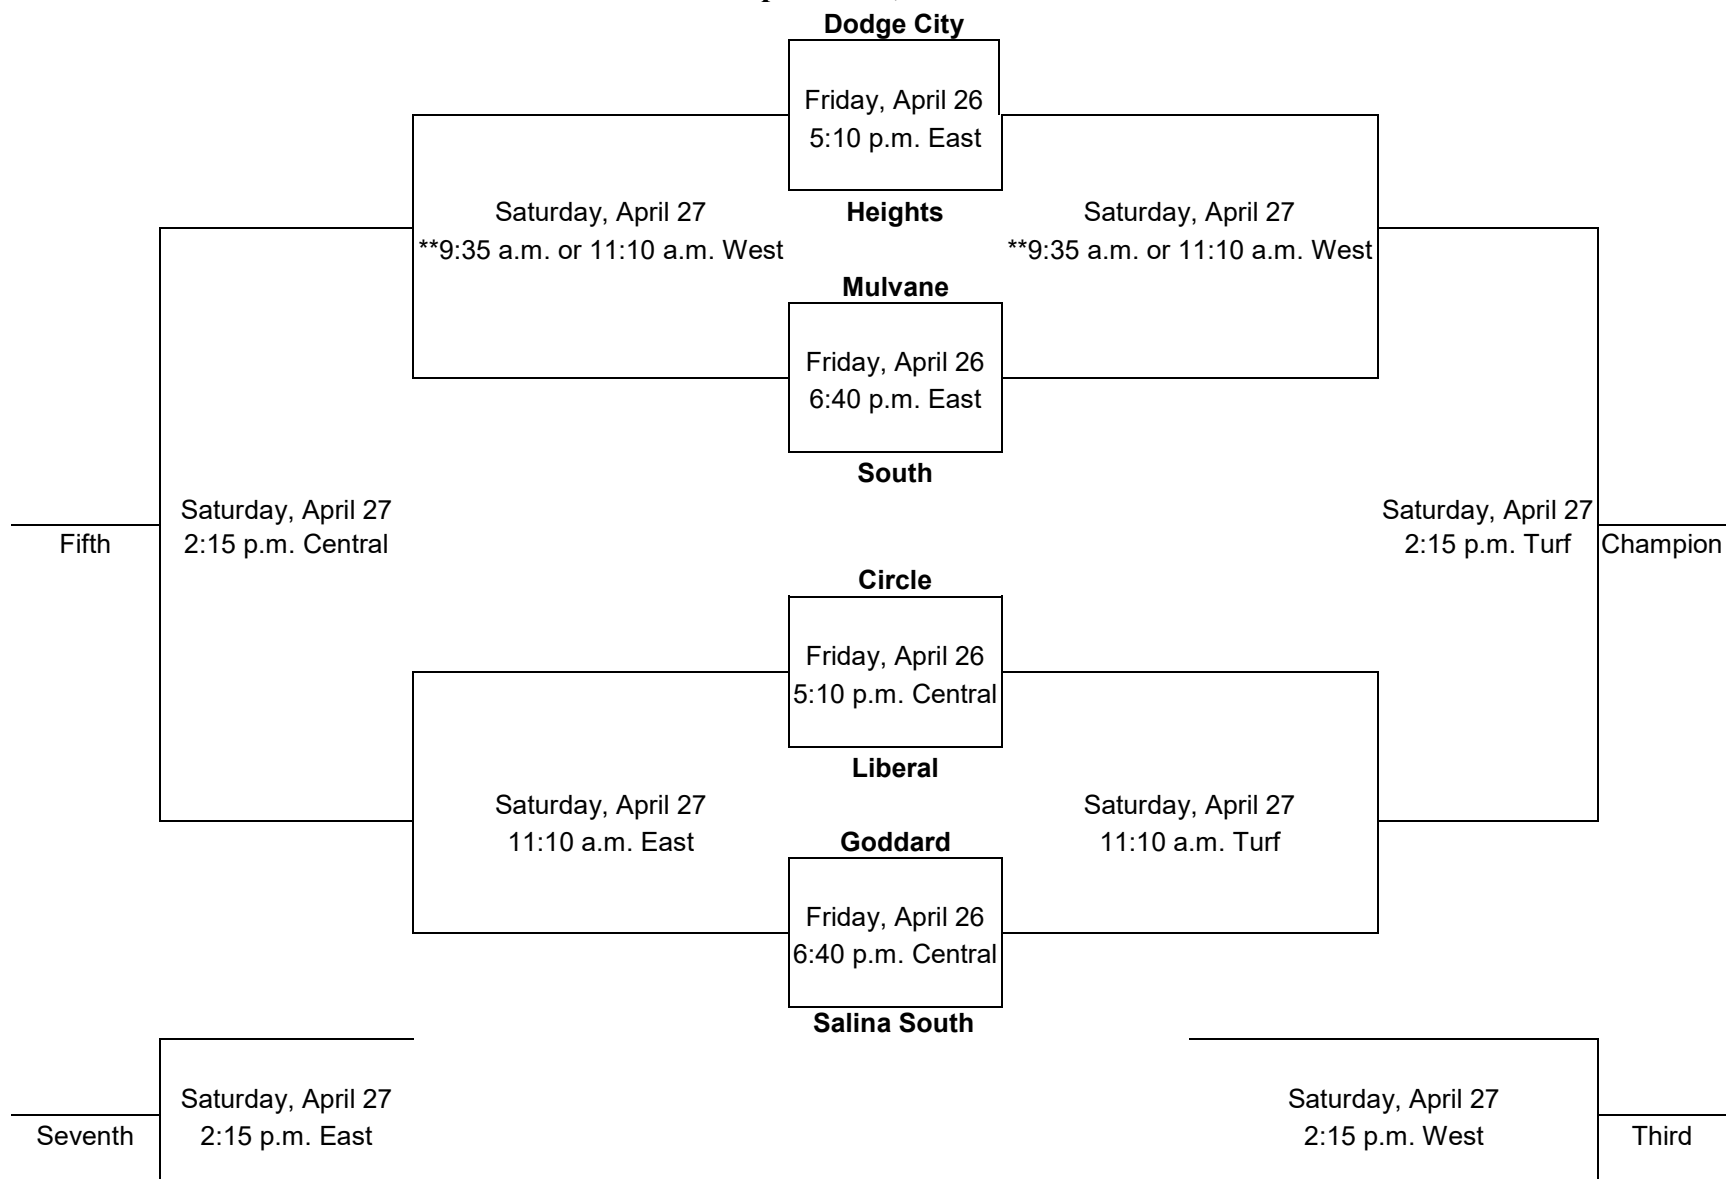 Dodge City
Friday, April 26
5:10 p.m. East
Heights
Saturday, April 27
**9:35 a.m. or 11:10 a.m. West
Saturday, April 27
**9:35 a.m. or 11:10 a.m. West
Mulvane
Friday, April 26
6:40 p.m. East
South
Saturday, April 27
2:15 p.m. Central
Fifth
Saturday, April 27
2:15 p.m. Turf
Champion
Circle
Friday, April 26
5:10 p.m. Central
Liberal
Saturday, April 27
11:10 a.m. East
Saturday, April 27
11:10 a.m. Turf
Goddard
Friday, April 26
6:40 p.m. Central
Salina South
Saturday, April 27
2:15 p.m. East
Seventh
Saturday, April 27
2:15 p.m. West
Third